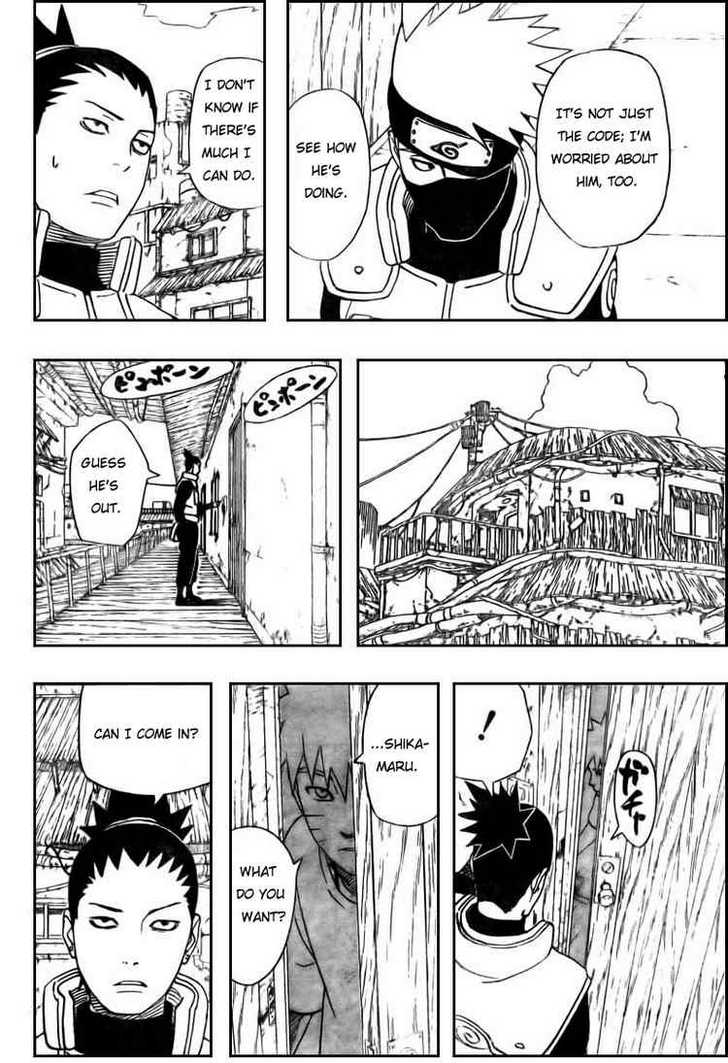 IT'S NOT JUST
THE CODE; I'M
WORRIED ABOUT
HIM, TOO.
SEE HOW
HE'S
DOING.
I DON'T
KNOW IF
THERE'S
MUCH I
CAN DO.
ピンポーン
ピンポーン
GUESS
HE'S
OUT.
!
ガチャ
...SHIKA-
MARU.
WHAT
DO YOU
WANT?
CAN I COME IN?